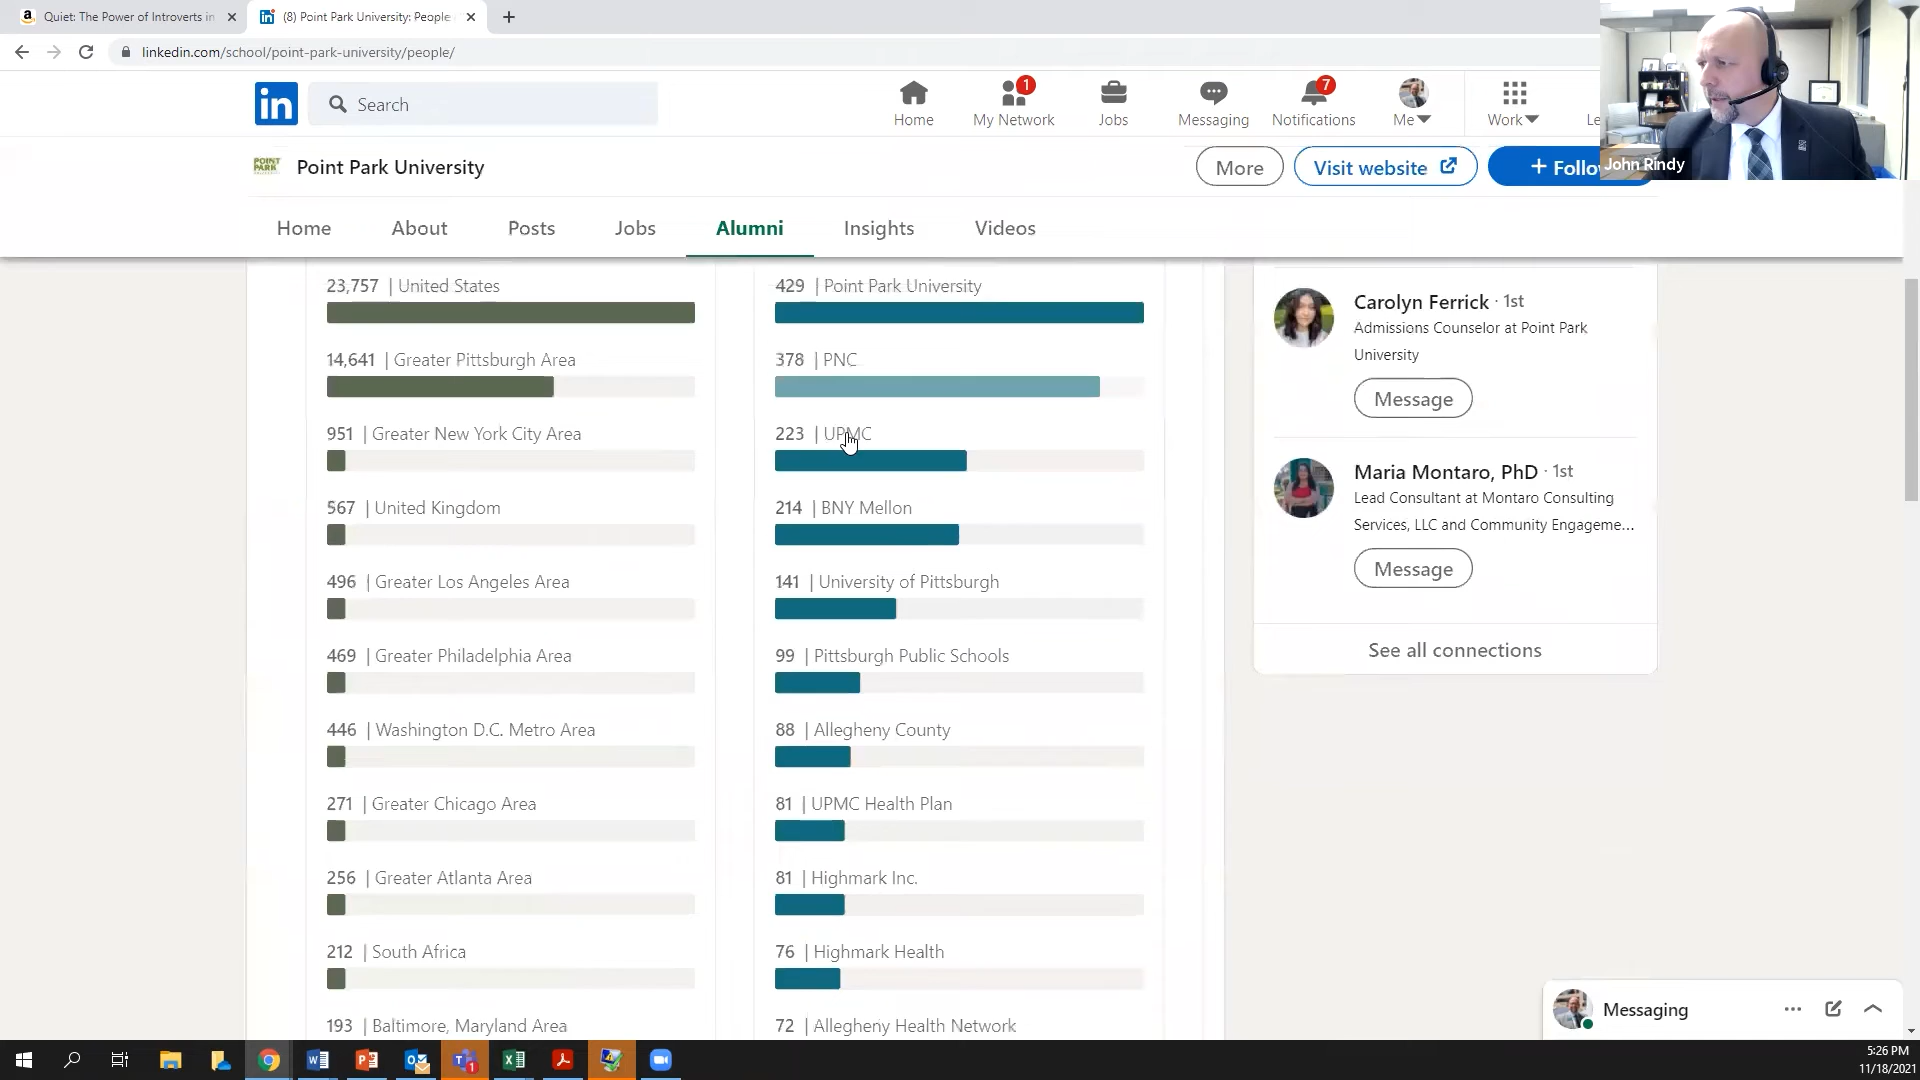 Quiet: The Power of Introverts in
(8) Point Park University: People
linkedin.com/school/point-park-university/people/
in
Search
Home
1
My Network
Jobs
Messaging
7
Notifications
Me
Work
Le
John Rindy
POINT PARK
Point Park University
More
Visit website
+ Follo
Home
About
Posts
Jobs
Alumni
Insights
Videos
23,757 | United States
14,641 | Greater Pittsburgh Area
951 | Greater New York City Area
567 | United Kingdom
496 | Greater Los Angeles Area
469 | Greater Philadelphia Area
446 | Washington D.C. Metro Area
271 | Greater Chicago Area
256 | Greater Atlanta Area
212 | South Africa
193 | Baltimore, Maryland Area
429 | Point Park University
378 | PNC
223 | UPMC
214 | BNY Mellon
141 | University of Pittsburgh
99 | Pittsburgh Public Schools
88 | Allegheny County
81 | UPMC Health Plan
81 | Highmark Inc.
76 | Highmark Health
72 | Allegheny Health Network
Carolyn Ferrick · 1st
Admissions Counselor at Point Park
University
Message
Maria Montaro, PhD · 1st
Lead Consultant at Montaro Consulting
Services, LLC and Community Engageme...
Message
See all connections
Messaging
5:26 PM
11/18/2021